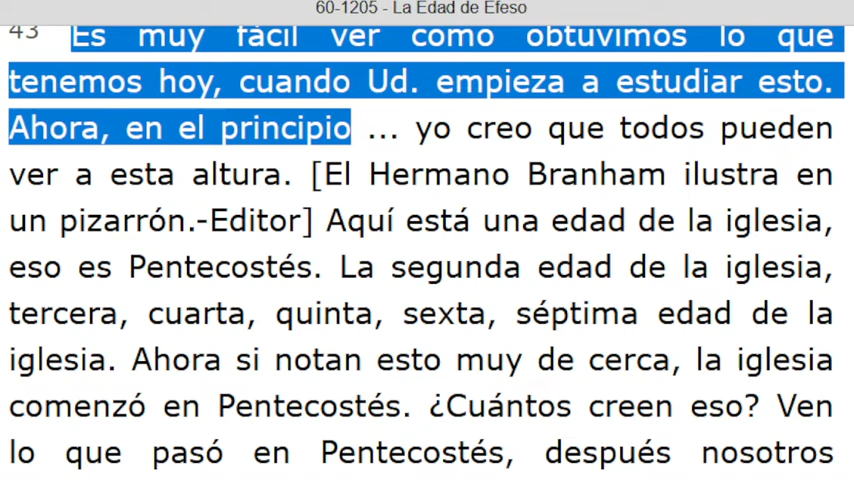 60-1205 - La Edad de Efeso
43 Es muy fácil ver como obtuvimos lo que
tenemos hoy, cuando Ud. empieza a estudiar esto.
Ahora, en el principio ... yo creo que todos pueden
ver a esta altura. [El Hermano Branham ilustra en
un pizarrón.-Editor] Aquí está una edad de la iglesia,
eso es Pentecostés. La segunda edad de la iglesia,
tercera, cuarta, quinta, sexta, séptima edad de la
iglesia. Ahora si notan esto muy de cerca, la iglesia
comenzó en Pentecostés. ¿Cuántos creen eso? Ven
lo que pasó en Pentecostés, después nosotros